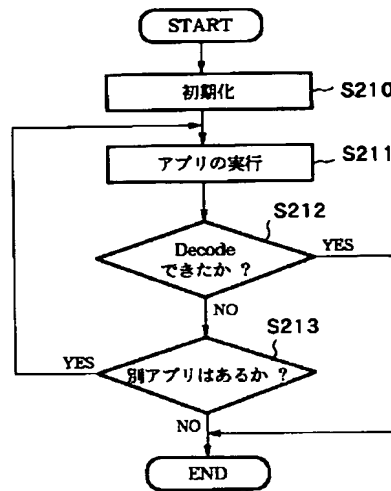 START
初期化
S210
アプリの実行
S211
S212
Decode
できたか ?
YES
NO
S213
別アプリはあるか ?
YES
NO
END